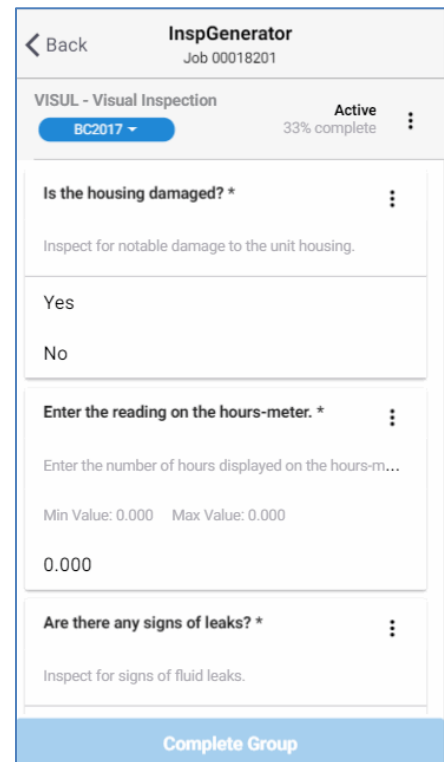 Back
InspGenerator
Job 00018201
VISUL - Visual Inspection
BC2017
Active
33% complete
Is the housing damaged? *
Inspect for notable damage to the unit housing.
Yes
No
Enter the reading on the hours-meter. *
Enter the number of hours displayed on the hours-m...
Min Value: 0.000 Max Value: 0.000
0.000
Are there any signs of leaks? *
Inspect for signs of fluid leaks.
Complete Group